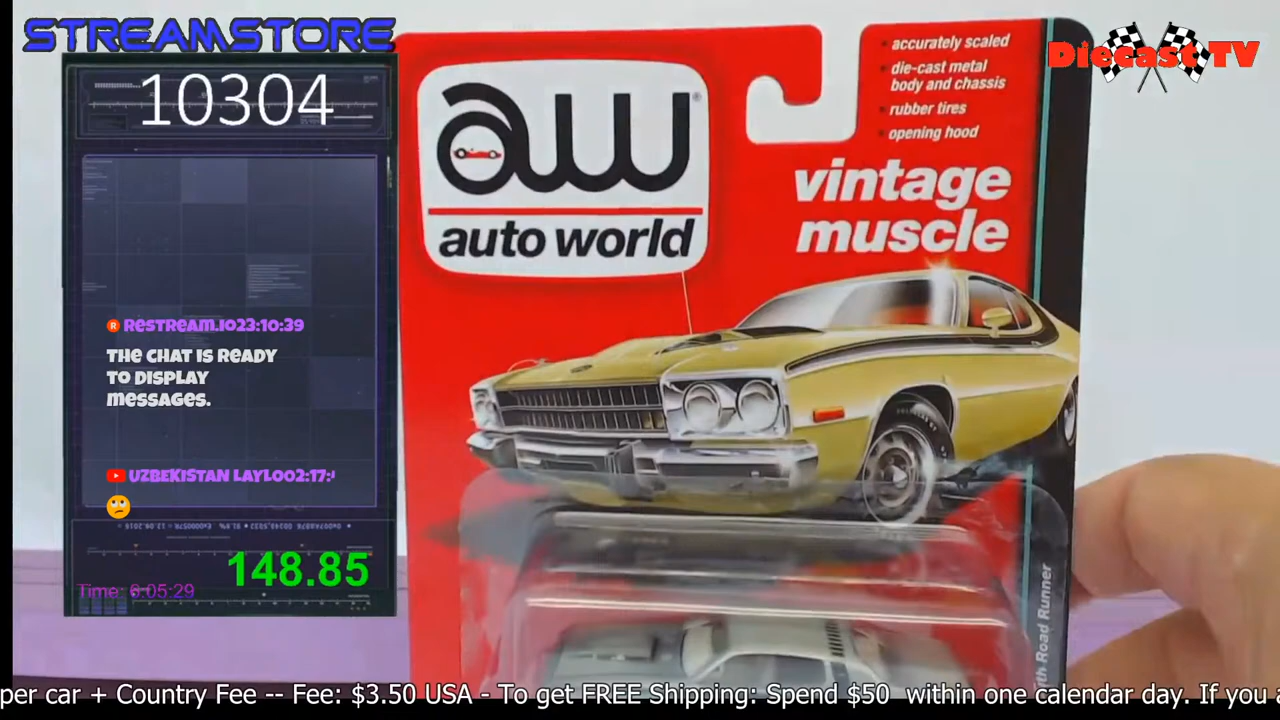 STREAMSTORE
10304
Restream.io 23:10:39
THE CHAT IS READY
TO DISPLAY
MESSAGES.
UZBEKISTAN LAYLO02:17:
148.85
Time: 0:05:29
aw
®
auto world
• accurately scaled
• die-cast metal
body and chassis
• rubber tires
• opening hood
vintage
muscle
Road Runner
Diecast TV
per car + Country Fee -- Fee: $3.50 USA - To get FREE Shipping: Spend $50 within one calendar day. If you a